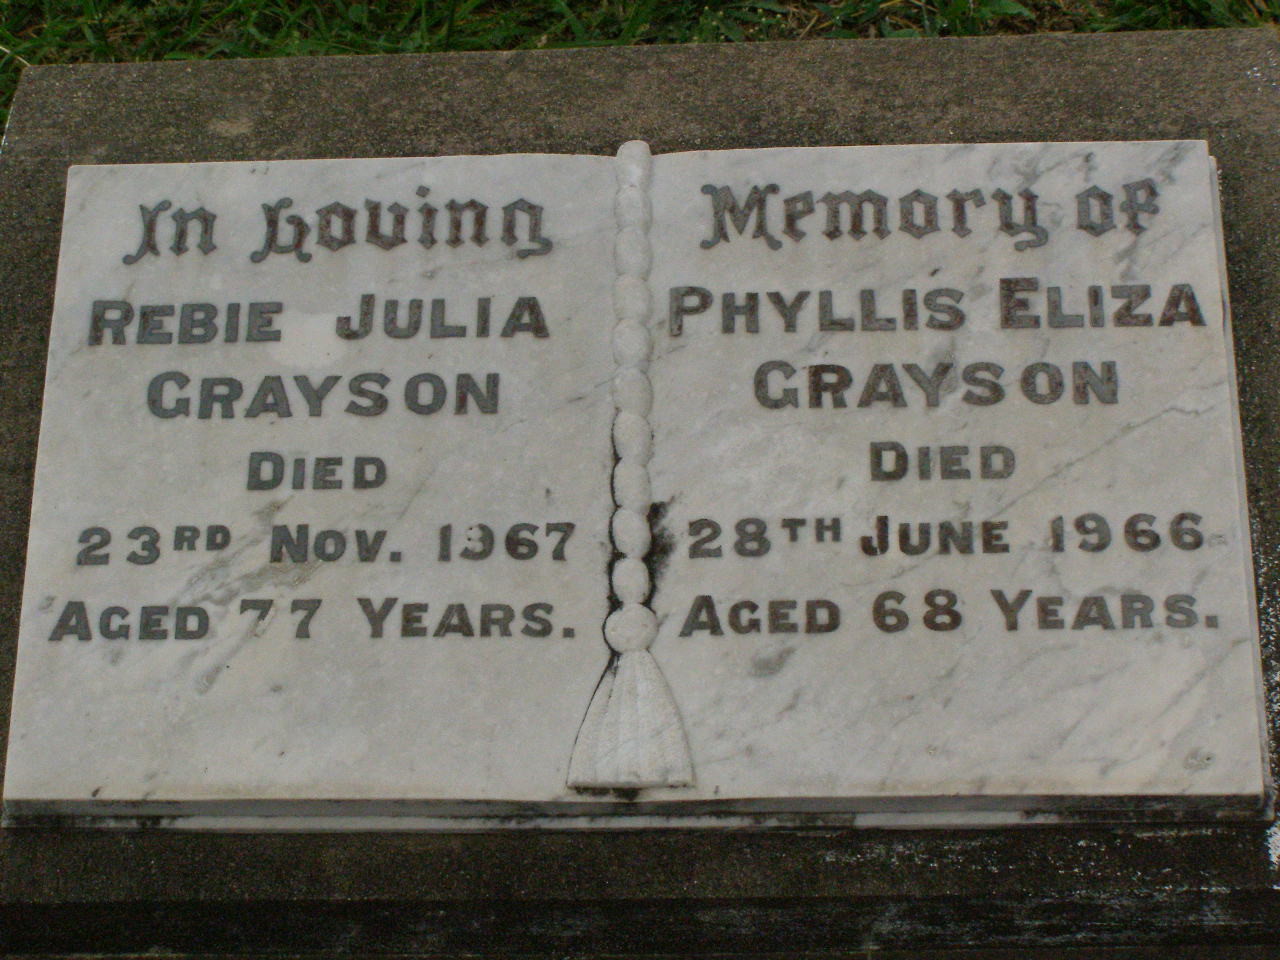 In Loving
REBIE JULIA
GRAYSON
DIED
23RD NOV. 1967
AGED 77 YEARS.
Memory of
PHYLLIS ELIZA
GRAYSON
DIED
28TH JUNE 1966
AGED 68 YEARS.